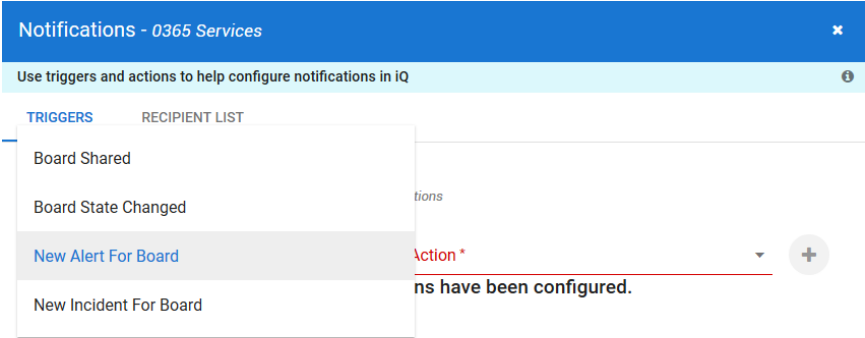 Notifications - 0365 Services
Use triggers and actions to help configure notifications in iQ
TRIGGERS RECIPIENT LIST
Board Shared
tions
Board State Changed
New Alert For Board
Action *
ns have been configured.
New Incident For Board